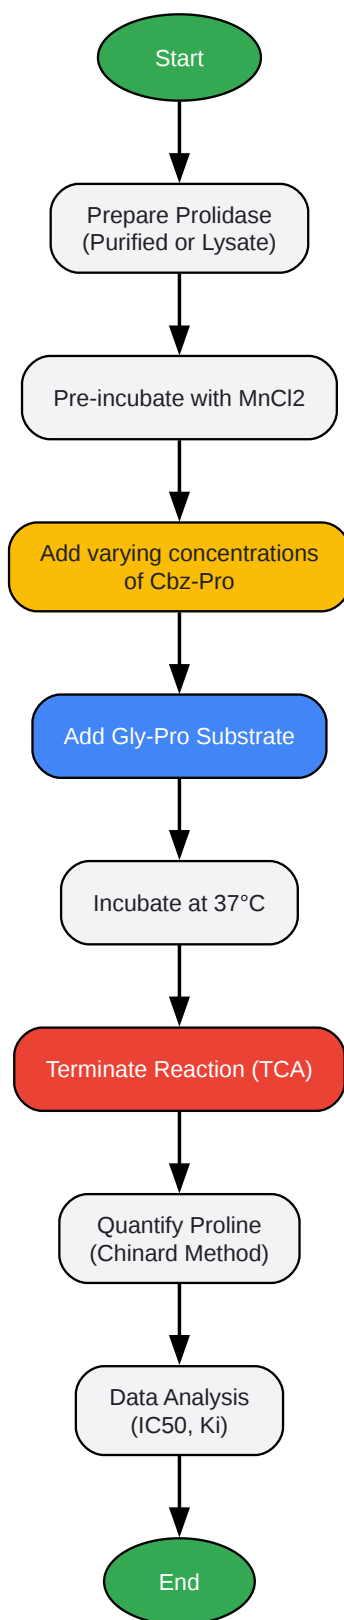 Start
Prepare Prolidase
(Purified or Lysate)
Pre-incubate with MnCl2
Add varying concentrations
of Cbz-Pro
Add Gly-Pro Substrate
Incubate at 37°C
Terminate Reaction (TCA)
Quantify Proline
(Chinard Method)
Data Analysis
(IC50, Ki)
End